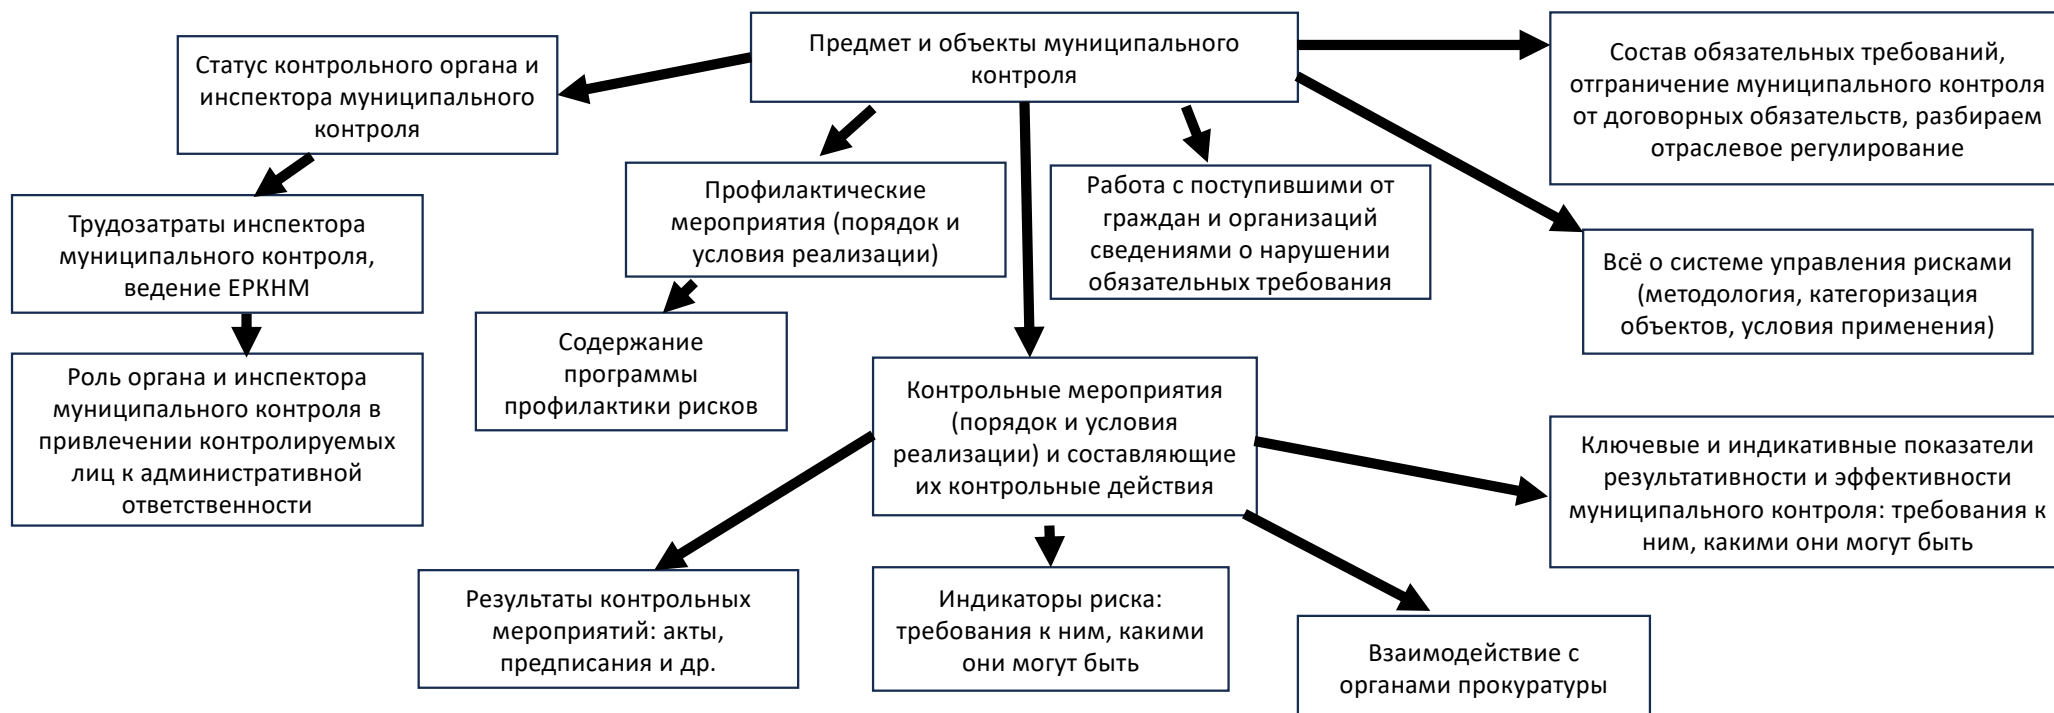 Предмет и объекты муниципального
контроля
Статус контрольного органа и
инспектора муниципального
контроля
Состав обязательных требований,
отграничение муниципального контроля
от договорных обязательств, разбираем
отраслевое регулирование
Трудозатраты инспектора
муниципального контроля,
ведение ЕРКНМ
Профилактические
мероприятия (порядок и
условия реализации)
Работа с поступившими от
граждан и организаций
сведениями о нарушении
обязательных требования
Всё о системе управления рисками
(методология, категоризация
объектов, условия применения)
Роль органа и инспектора
муниципального контроля в
привлечении контролируемых
лиц к административной
ответственности
Содержание
программы
профилактики рисков
Контрольные мероприятия
(порядок и условия
реализации) и составляющие
их контрольные действия
Ключевые и индикативные показатели
результативности и эффективности
муниципального контроля: требования к
ним, какими они могут быть
Результаты контрольных
мероприятий: акты,
предписания и др.
Индикаторы риска:
требования к ним, какими
они могут быть
Взаимодействие с
органами прокуратуры